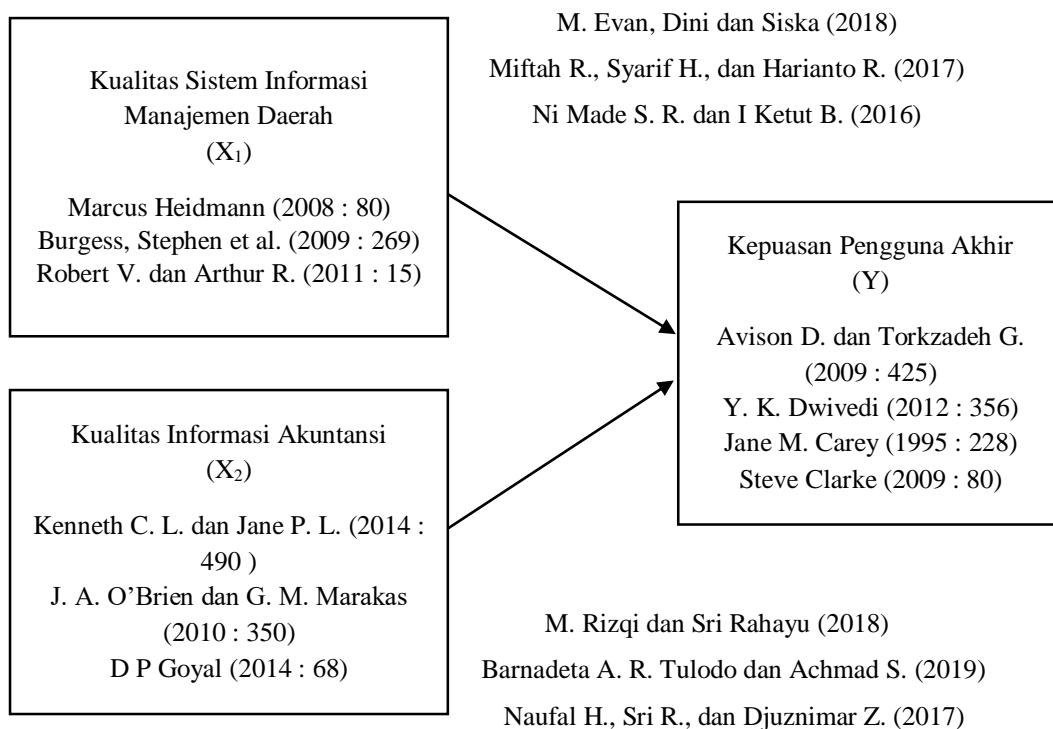 M. Evan, Dini dan Siska (2018)
Miftah R., Syarif H., dan Harianto R. (2017)
Ni Made S. R. dan I Ketut B. (2016)
Kualitas Sistem Informasi
Manajemen Daerah
(X₁)
Marcus Heidmann (2008 : 80)
Burgess, Stephen et al. (2009 : 269)
Robert V. dan Arthur R. (2011 : 15)
Kepuasan Pengguna Akhir
(Y)
Avison D. dan Torkzadeh G.
(2009 : 425)
Y. K. Dwivedi (2012 : 356)
Jane M. Carey (1995 : 228)
Steve Clarke (2009 : 80)
Kualitas Informasi Akuntansi
(X₂)
Kenneth C. L. dan Jane P. L. (2014 :
490 )
J. A. O’Brien dan G. M. Marakas
(2010 : 350)
D P Goyal (2014 : 68)
M. Rizqi dan Sri Rahayu (2018)
Barnadeta A. R. Tulodo dan Achmad S. (2019)
Naufal H., Sri R., dan Djuznimar Z. (2017)